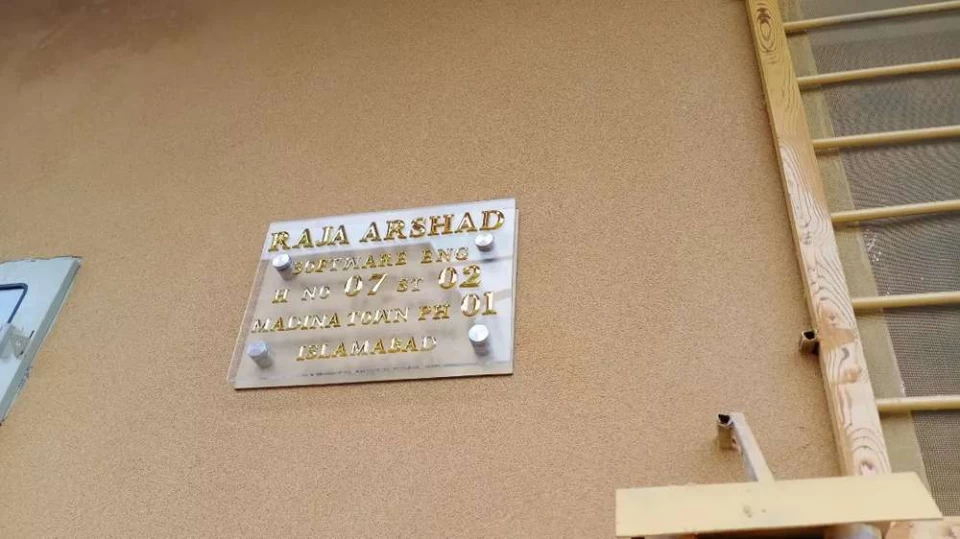 RAJA ARSHAD
SOFTWARE ENG
H NO 07 ST 02
MADINA TOWN PH 01
ISLAMABAD